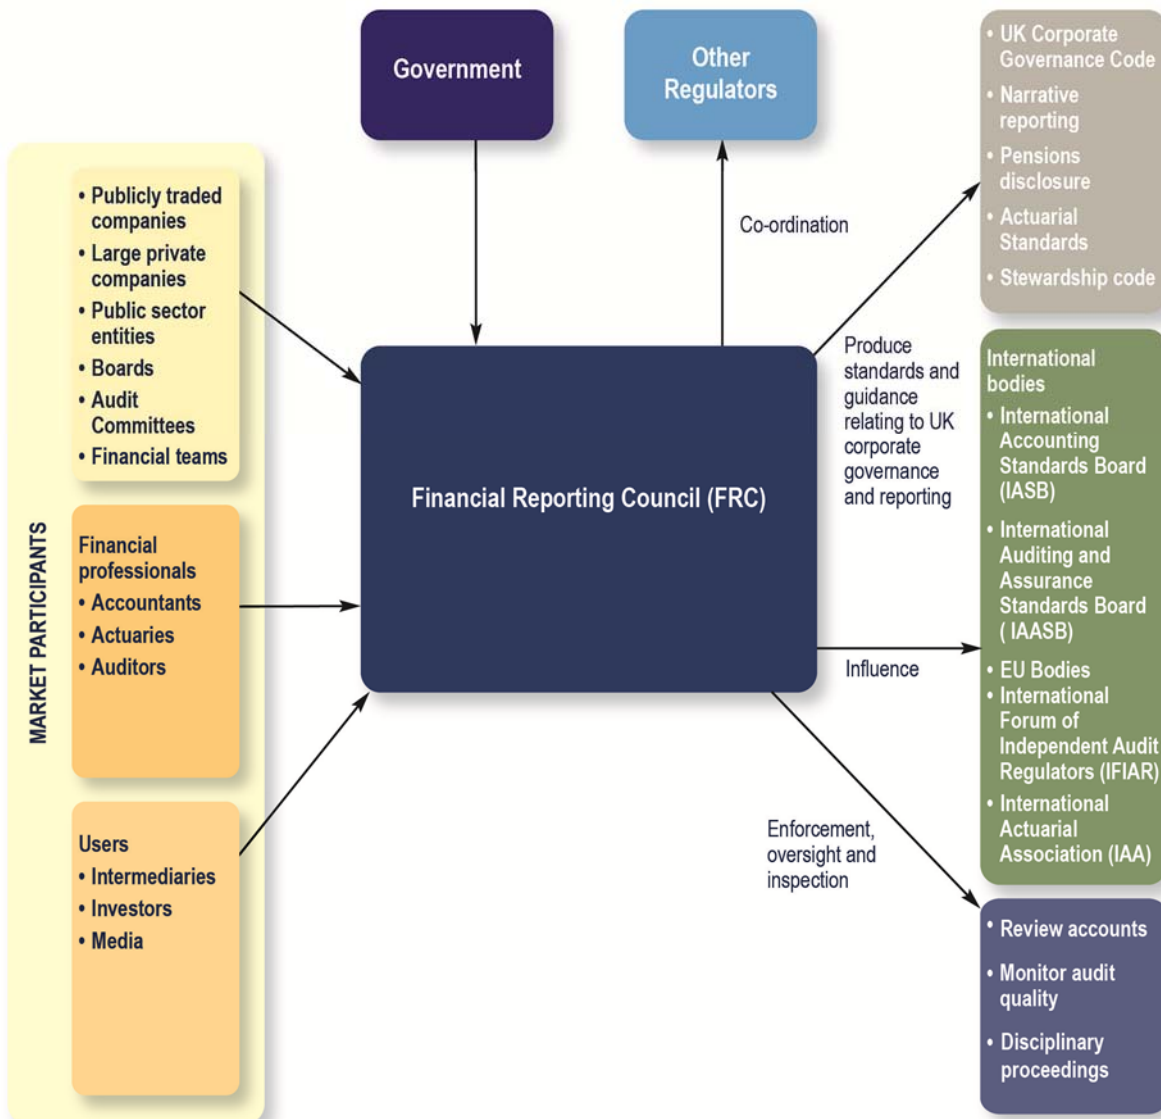 Government
Other
Regulators
• UK Corporate
Governance Code
• Narrative
reporting
• Pensions
disclosure
• Actuarial
Standards
• Stewardship code
MARKET PARTICIPANTS
• Publicly traded
companies
• Large private
companies
• Public sector
entities
• Boards
• Audit
Committees
• Financial teams
Financial
professionals
• Accountants
• Actuaries
• Auditors
Users
• Intermediaries
• Investors
• Media
Co-ordination
Financial Reporting Council (FRC)
Produce
standards and
guidance
relating to UK
corporate
governance
and reporting
Influence
Enforcement,
oversight and
inspection
International
bodies
• International
Accounting
Standards Board
(IASB)
• International
Auditing and
Assurance
Standards Board
( IAASB)
• EU Bodies
• International
Forum of
Independent Audit
Regulators (IFIAR)
• International
Actuarial
Association (IAA)
• Review accounts
• Monitor audit
quality
• Disciplinary
proceedings